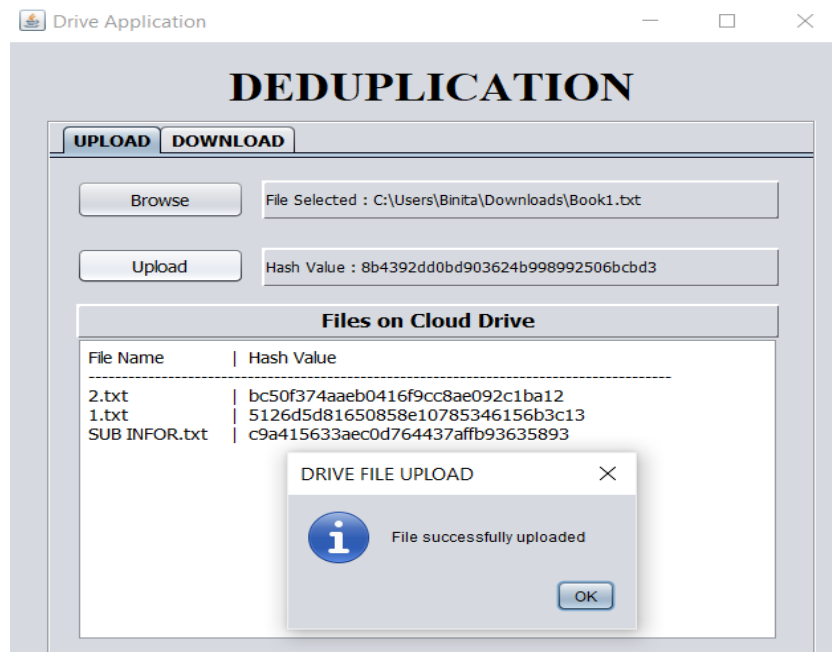 Drive Application
DEDUPLICATION
UPLOAD DOWNLOAD
Browse File Selected : C:\Users\Binita\Downloads\Book1.txt
Upload Hash Value : 8b4392dd0bd903624b998992506bcbd3
Files on Cloud Drive
File Name | Hash Value
--------------------------------------------------------------------------------------
2.txt | bc50f374aaeb0416f9cc8ae092c1ba12
1.txt | 5126d5d81650858e10785346156b3c13
SUB INFOR.txt | c9a415633aec0d764437affb93635893
DRIVE FILE UPLOAD
File successfully uploaded
OK